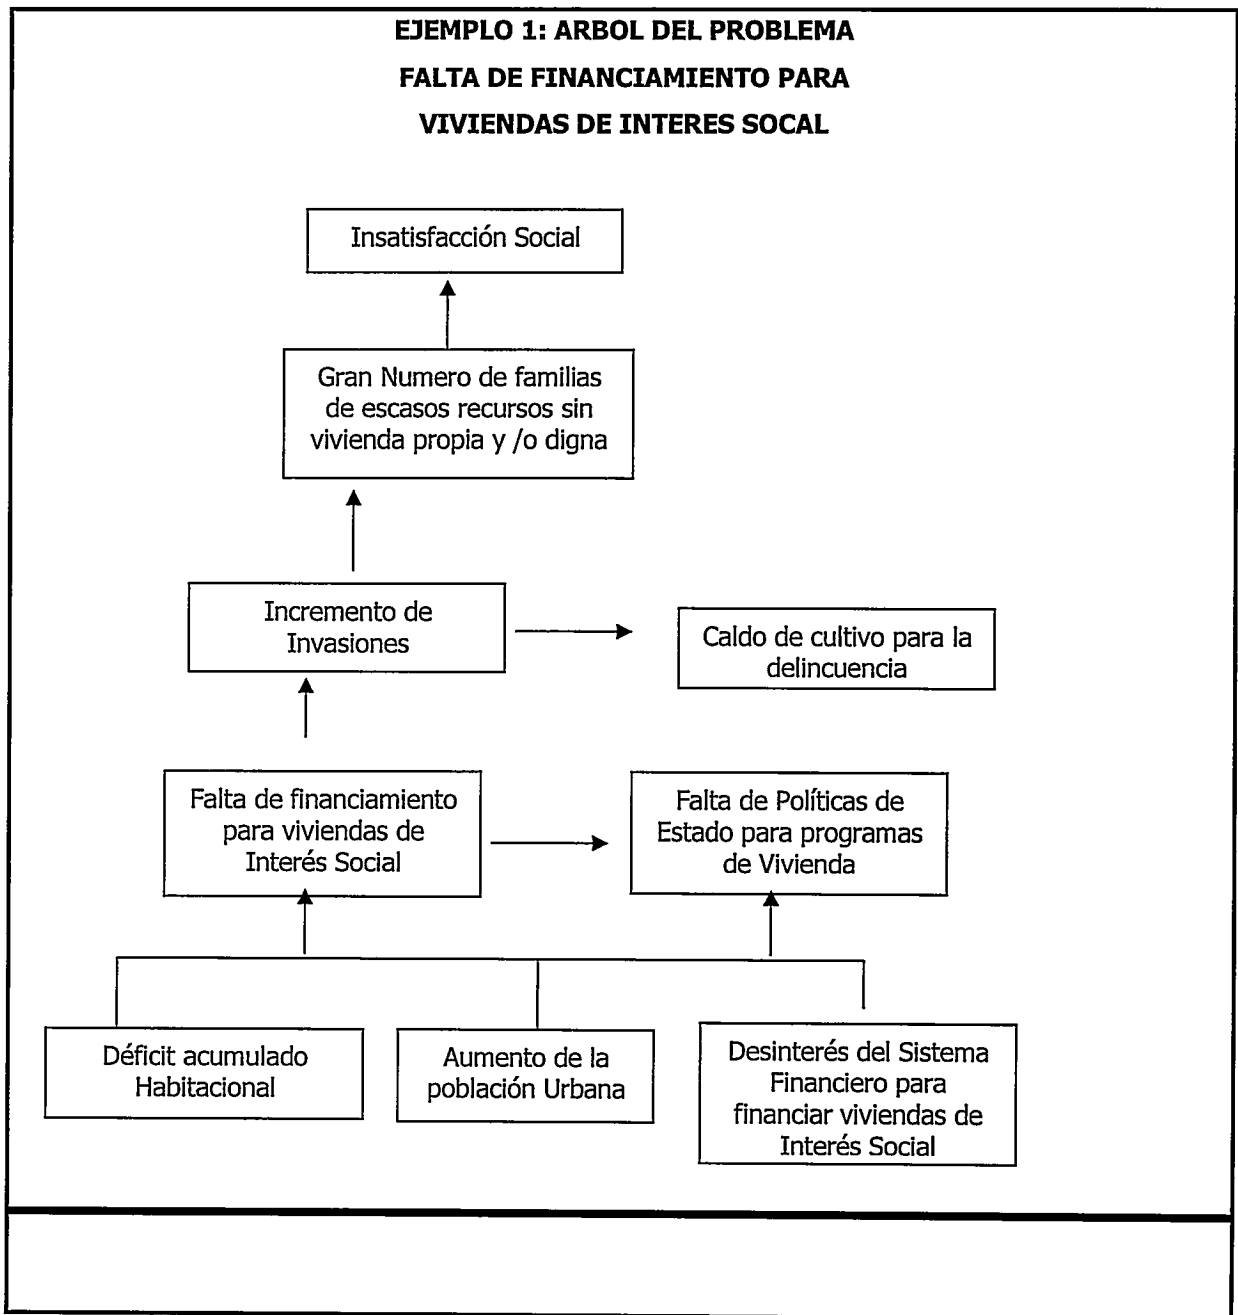 EJEMPLO 1: ARBOL DEL PROBLEMA
FALTA DE FINANCIAMIENTO PARA
VIVIENDAS DE INTERES SOCAL
Insatisfacción Social
Gran Numero de familias
de escasos recursos sin
vivienda propia y /o digna
Incremento de
Invasiones
Caldo de cultivo para la
delincuencia
Falta de financiamiento
para viviendas de
Interés Social
Falta de Políticas de
Estado para programas
de Vivienda
Déficit acumulado
Habitacional
Aumento de la
población Urbana
Desinterés del Sistema
Financiero para
financiar viviendas de
Interés Social